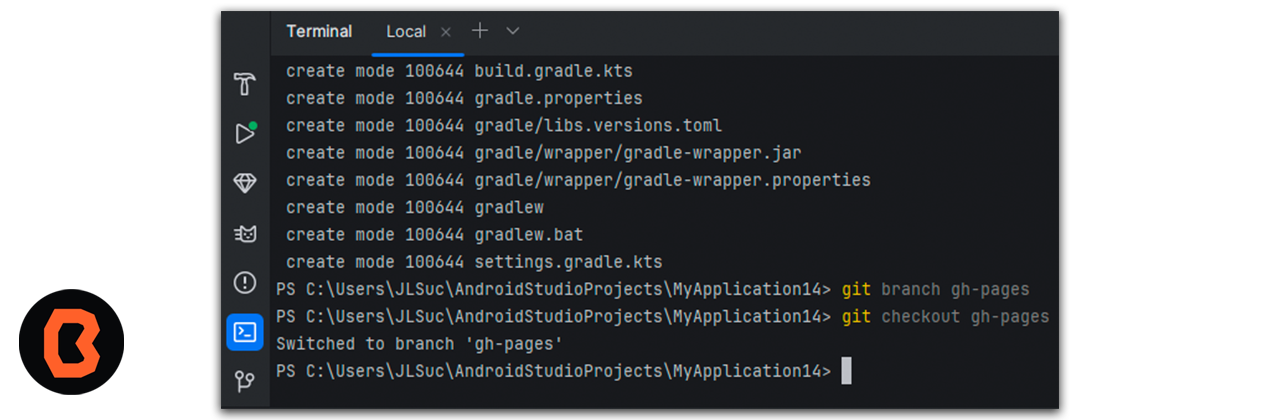 Terminal Local
create mode 100644 build.gradle.kts
create mode 100644 gradle.properties
create mode 100644 gradle/libs.versions.toml
create mode 100644 gradle/wrapper/gradle-wrapper.jar
create mode 100644 gradle/wrapper/gradle-wrapper.properties
create mode 100644 gradlew
create mode 100644 gradlew.bat
create mode 100644 settings.gradle.kts
PS C:\Users\JLSuc\AndroidStudioProjects\MyApplication14> git branch gh-pages
PS C:\Users\JLSuc\AndroidStudioProjects\MyApplication14> git checkout gh-pages
Switched to branch 'gh-pages'
PS C:\Users\JLSuc\AndroidStudioProjects\MyApplication14>